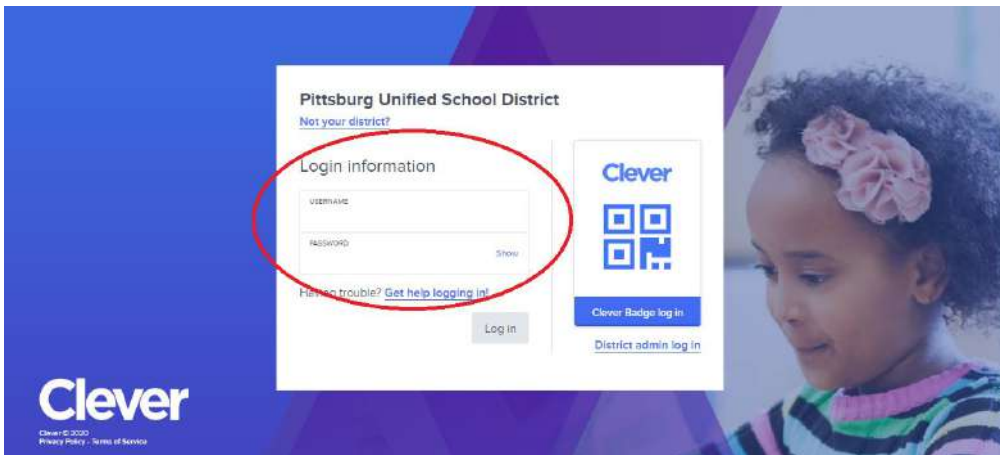 Pittsburg Unified School District
Not your district?
Login information
USERNAME
PASSWORD
Show
Having trouble? Get help logging in!
Log in
Clever
Clever Badge log in
District admin log in
Clever
Clever © 2020
Privacy Policy - Terms of Service